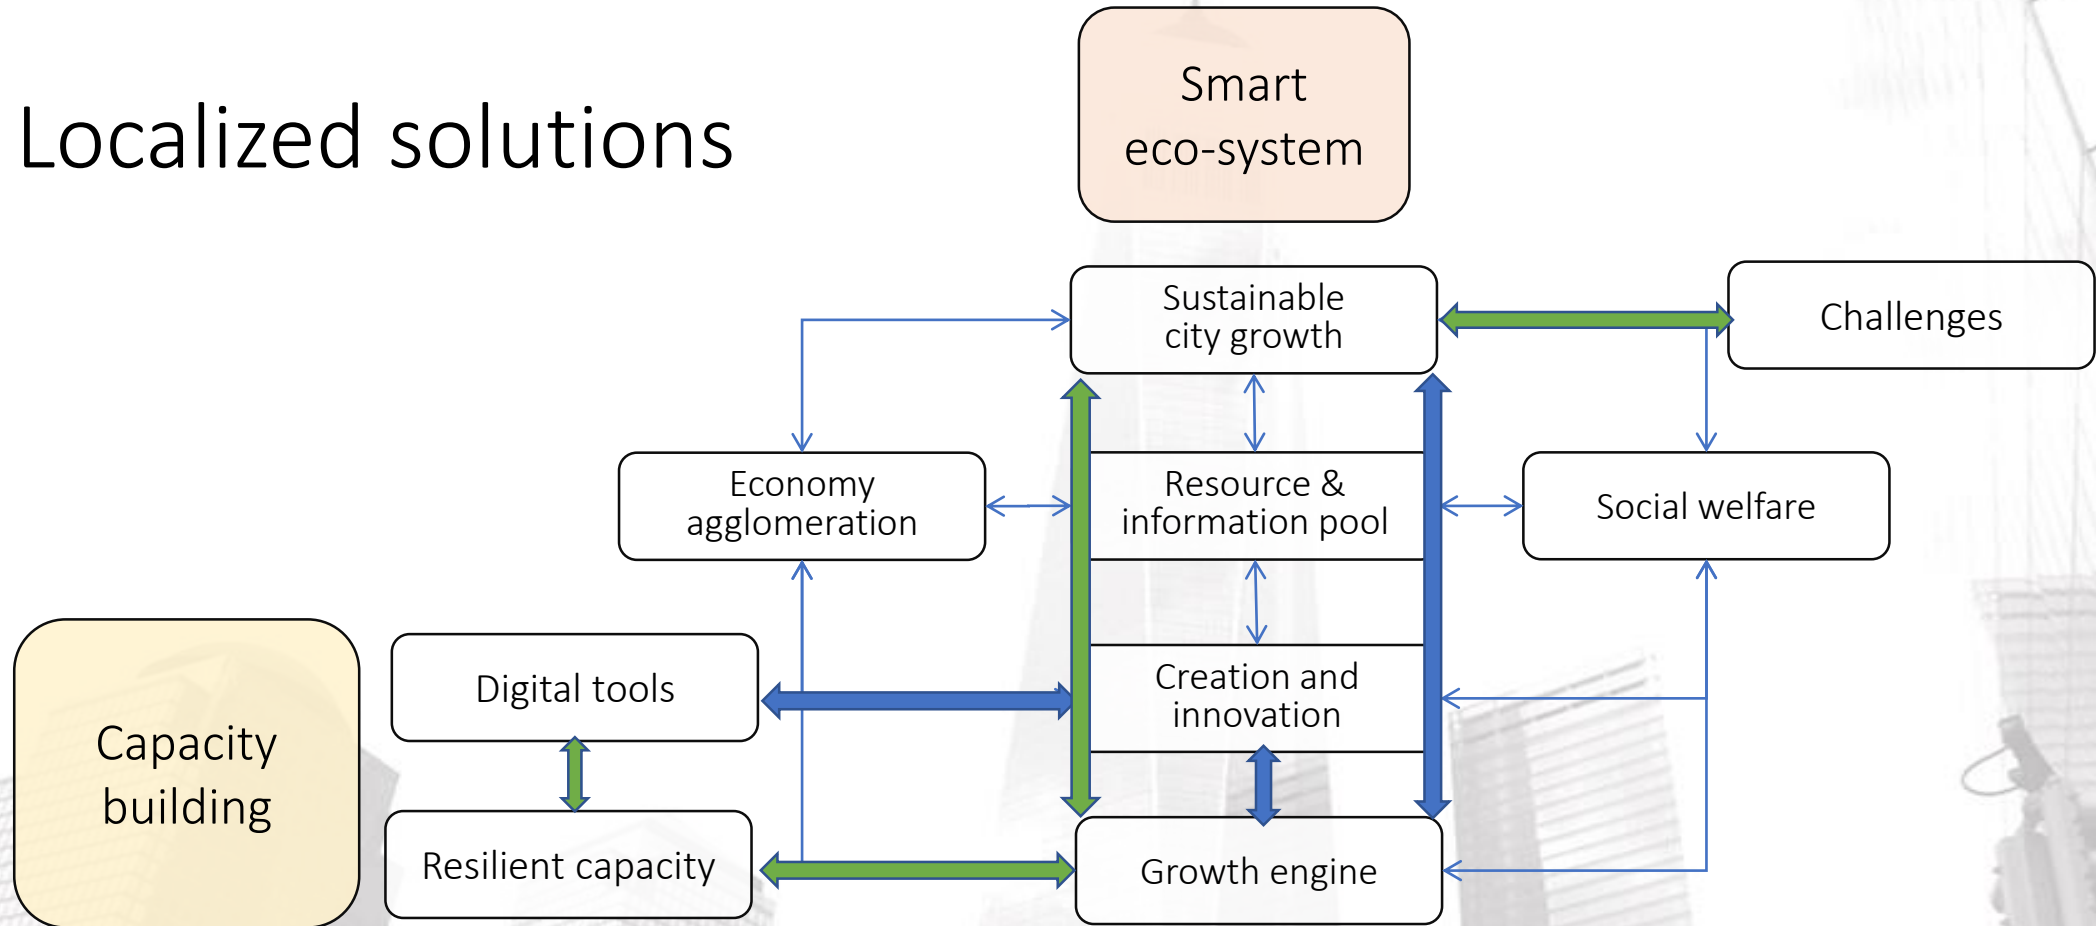 Localized solutions
Smart
eco-system
Sustainable
city growth
Challenges
Economy
agglomeration
Resource &
information pool
Social welfare
Capacity
building
Digital tools
Creation and
innovation
Resilient capacity
Growth engine